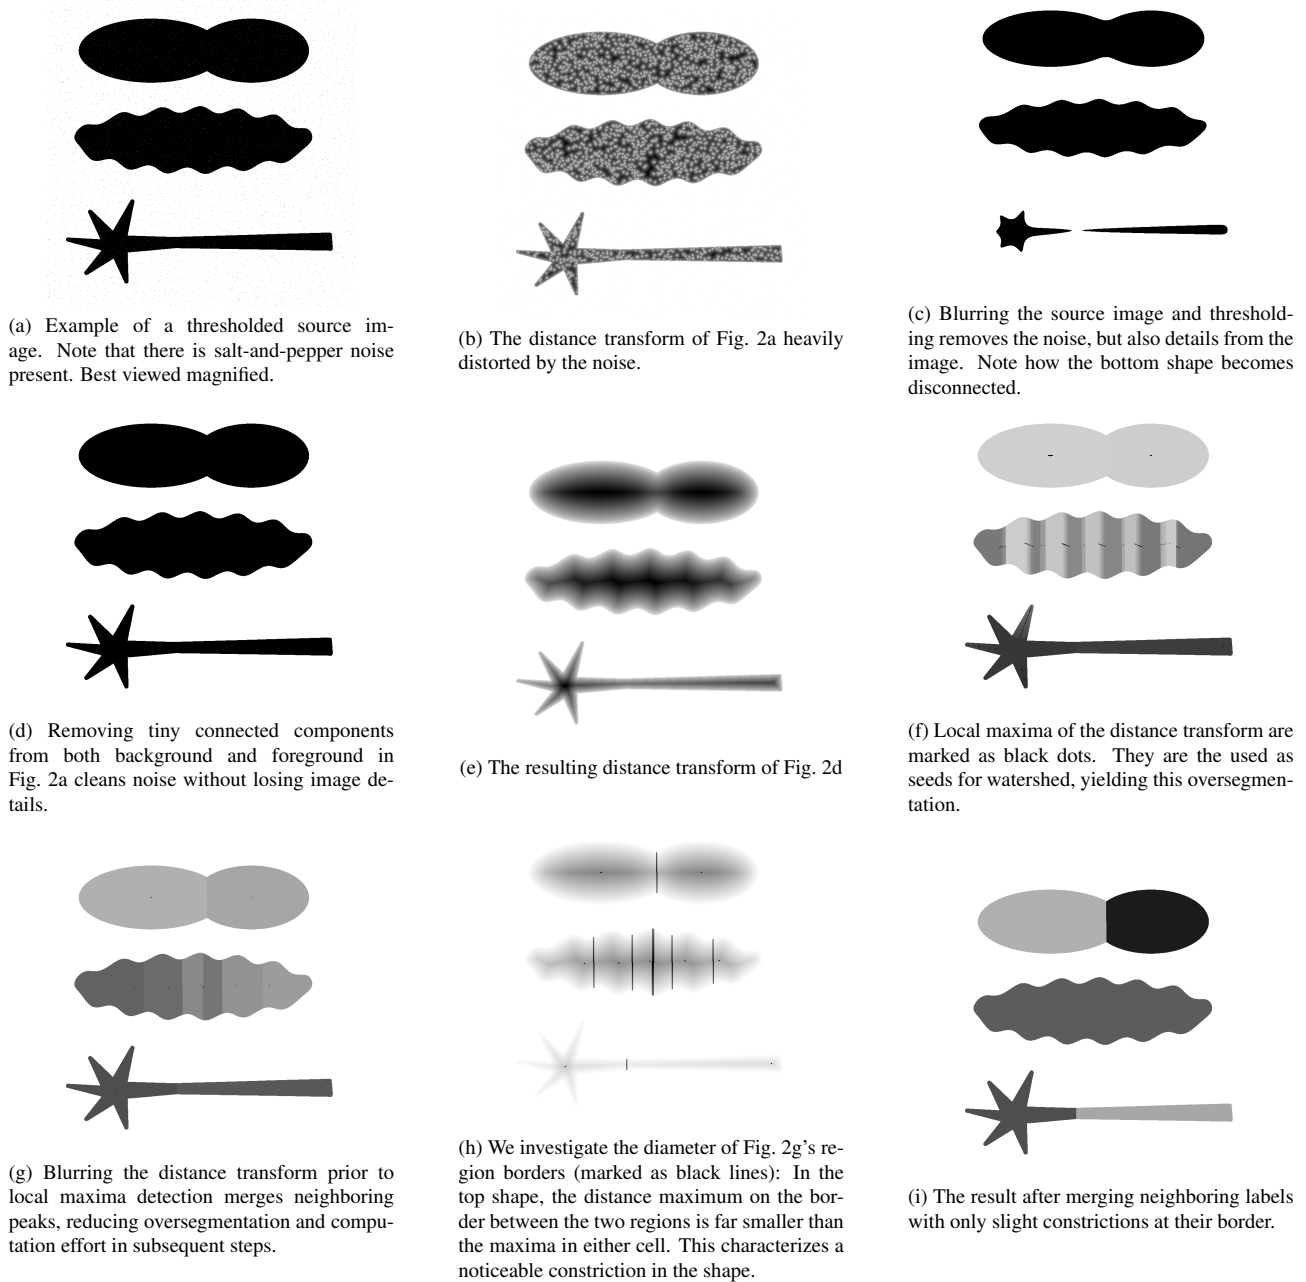 (a) Example of a thresholded source im-
age. Note that there is salt-and-pepper noise
present. Best viewed magnified.
(b) The distance transform of Fig. 2a heavily
distorted by the noise.
(c) Blurring the source image and threshold-
ing removes the noise, but also details from the
image. Note how the bottom shape becomes
disconnected.
(d) Removing tiny connected components
from both background and foreground in
Fig. 2a cleans noise without losing image de-
tails.
(e) The resulting distance transform of Fig. 2d
(f) Local maxima of the distance transform are
marked as black dots. They are the used as
seeds for watershed, yielding this oversegmen-
tation.
(g) Blurring the distance transform prior to
local maxima detection merges neighboring
peaks, reducing oversegmentation and compu-
tation effort in subsequent steps.
(h) We investigate the diameter of Fig. 2g's re-
gion borders (marked as black lines): In the
top shape, the distance maximum on the bor-
der between the two regions is far smaller than
the maxima in either cell. This characterizes a
noticeable constriction in the shape.
(i) The result after merging neighboring labels
with only slight constrictions at their border.